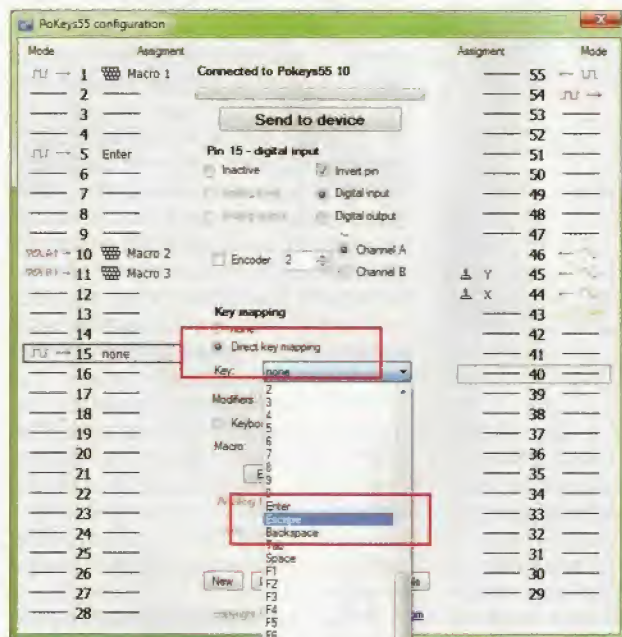 PoKeys55 configuration
Mode Assigment Assigment Mode
Connected to Pokeys55 10
Send to device
Pin 15 - digital input
Inactive Invert pin
Digital input
Digital output
Encoder 2 Channel A
Channel B
Key mapping
none
Direct key mapping
Key: none
Modifiers
Macro:
2
3
4
5
6
7
8
9
0
Enter
Escape
Backspace
Tab
Space
F1
F2
F3
F4
F5
F6
New
1 Macro 1
2
3
4
5 Enter
6
7
8
9
10 Macro 2
11 Macro 3
12
13
14
15 none
16
17
18
19
20
21
22
23
24
25
26
27
28
55
54
53
52
51
50
49
48
47
46
Y 45
X 44
43
42
41
40
39
38
37
36
35
34
33
32
31
30
29